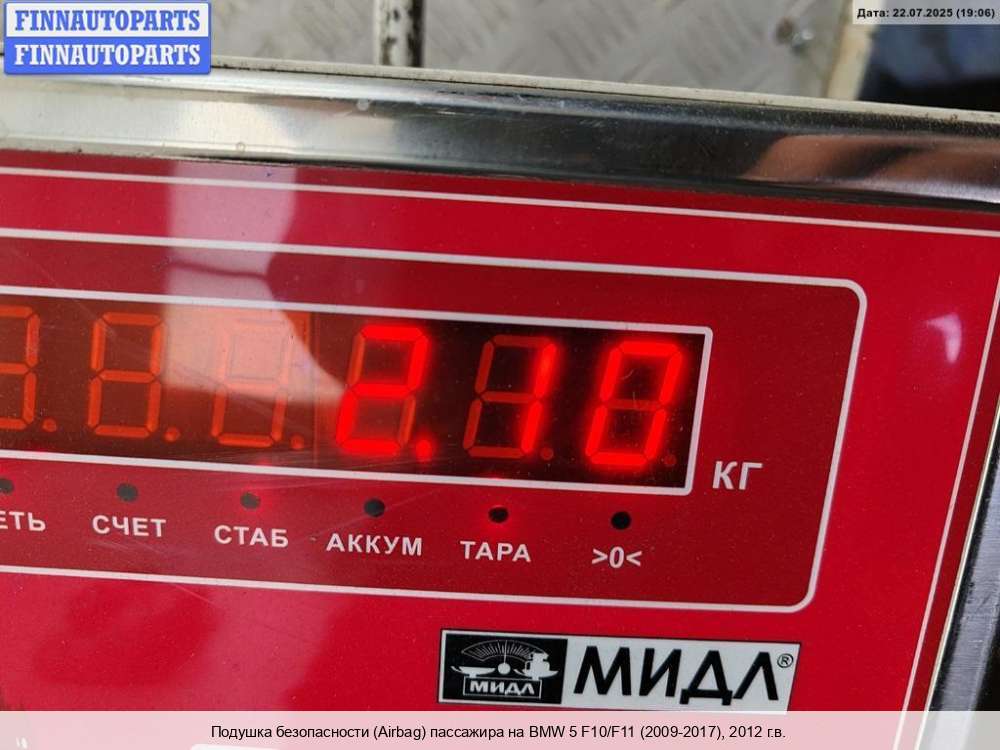 FINNAUTOPARTS
FINNAUTOPARTS
Дата: 22.07.2025 (19:06)
2.10
КГ
СЧЕТ
СТАБ
АККУМ
ТАРА
>0<
МИДЛ
МИДЛ®
Подушка безопасности (Airbag) пассажира на BMW 5 F10/F11 (2009-2017), 2012 г.в.